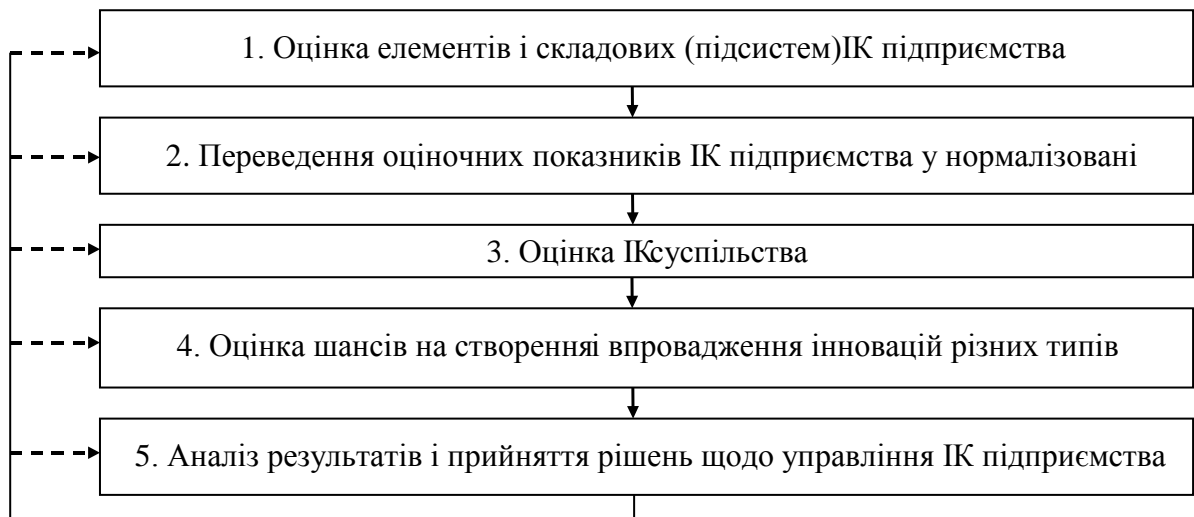 1. Оцінка елементів і складових (підсистем)ІК підприємства
2. Переведення оціночних показників ІК підприємства у нормалізовані
3. Оцінка ІКсуспільства
4. Оцінка шансів на створенняі впровадження інновацій різних типів
5. Аналіз результатів і прийняття рішень щодо управління ІК підприємства